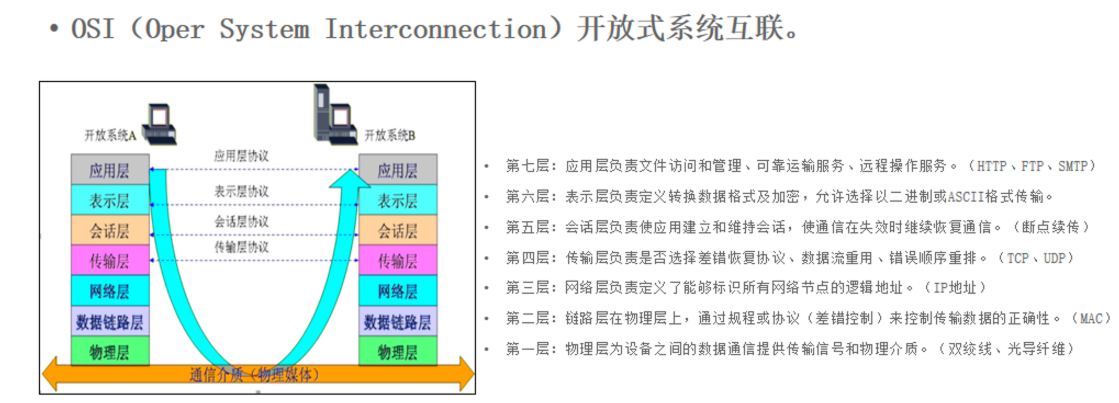 • OSI（Oper System Interconnection）开放式系统互联。
开放系统A
开放系统B
应用层
表示层
会话层
传输层
网络层
数据链路层
物理层
应用层协议
表示层协议
会话层协议
传输层协议
应用层
表示层
会话层
传输层
网络层
数据链路层
物理层
通信介质（物理媒体）
• 第七层：应用层负责文件访问和管理、可靠运输服务、远程操作服务。（HTTP、FTP、SMTP）
• 第六层：表示层负责定义转换数据格式及加密，允许选择以二进制或ASCII格式传输。
• 第五层：会话层负责使应用建立和维持会话，使通信在失效时继续恢复通信。（断点续传）
• 第四层：传输层负责是否选择差错恢复协议、数据流重用、错误顺序重排。（TCP、UDP）
• 第三层：网络层负责定义了能够标识所有网络节点的逻辑地址。（IP地址）
• 第二层：链路层在物理层上，通过规程或协议（差错控制）来控制传输数据的正确性。（MAC）
• 第一层：物理层为设备之间的数据通信提供传输信号和物理介质。（双绞线、光导纤维）